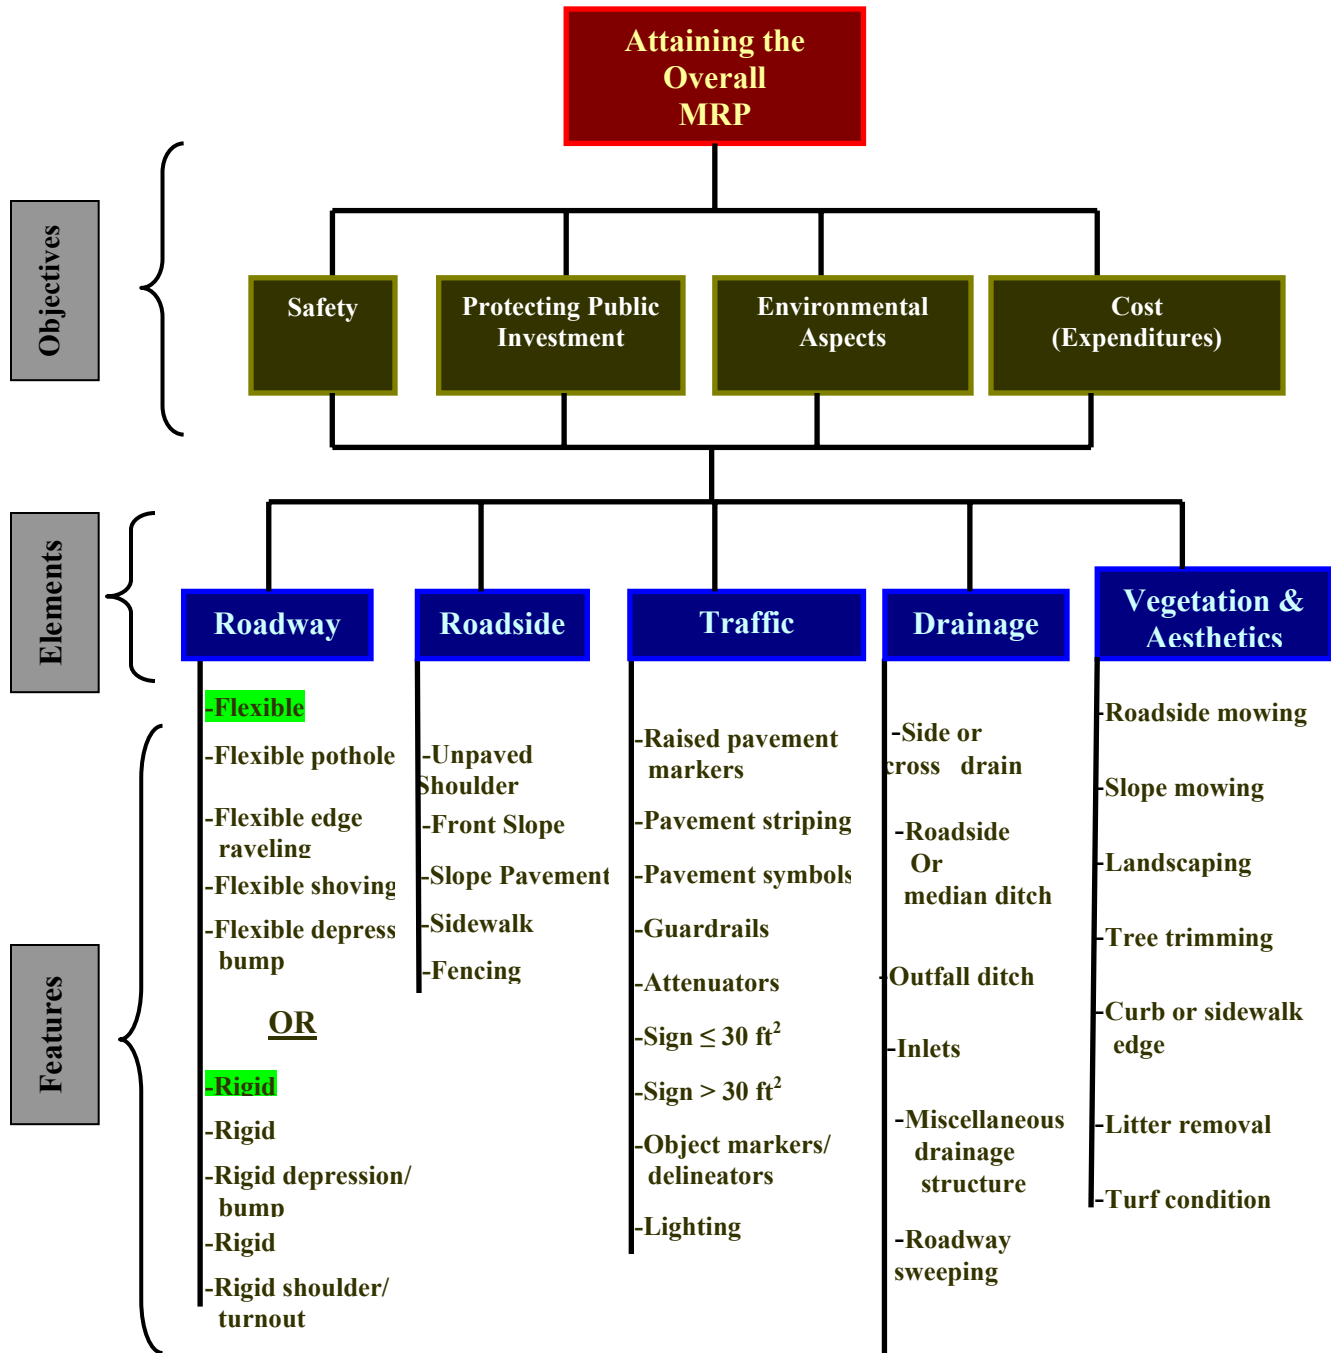 Attaining the
Overall
MRP
Objectives
Safety
Protecting Public
Investment
Environmental
Aspects
Cost
(Expenditures)
Elements
Roadway
Roadside
Traffic
Drainage
Vegetation &
Aesthetics
Features
-Flexible
-Flexible pothole
-Flexible edge
raveling
-Flexible shoving
-Flexible depress
bump
OR
-Rigid
-Rigid
-Rigid depression/
bump
-Rigid
-Rigid shoulder/
turnout
-Unpaved
Shoulder
-Front Slope
-Slope Pavement
-Sidewalk
-Fencing
-Raised pavement
markers
-Pavement striping
-Pavement symbols
-Guardrails
-Attenuators
-Sign ≤ 30 ft²
-Sign > 30 ft²
-Object markers/
delineators
-Lighting
-Side or
cross drain
-Roadside
Or
median ditch
-Outfall ditch
-Inlets
-Miscellaneous
drainage
structure
-Roadway
sweeping
-Roadside mowing
-Slope mowing
-Landscaping
-Tree trimming
-Curb or sidewalk
edge
-Litter removal
-Turf condition